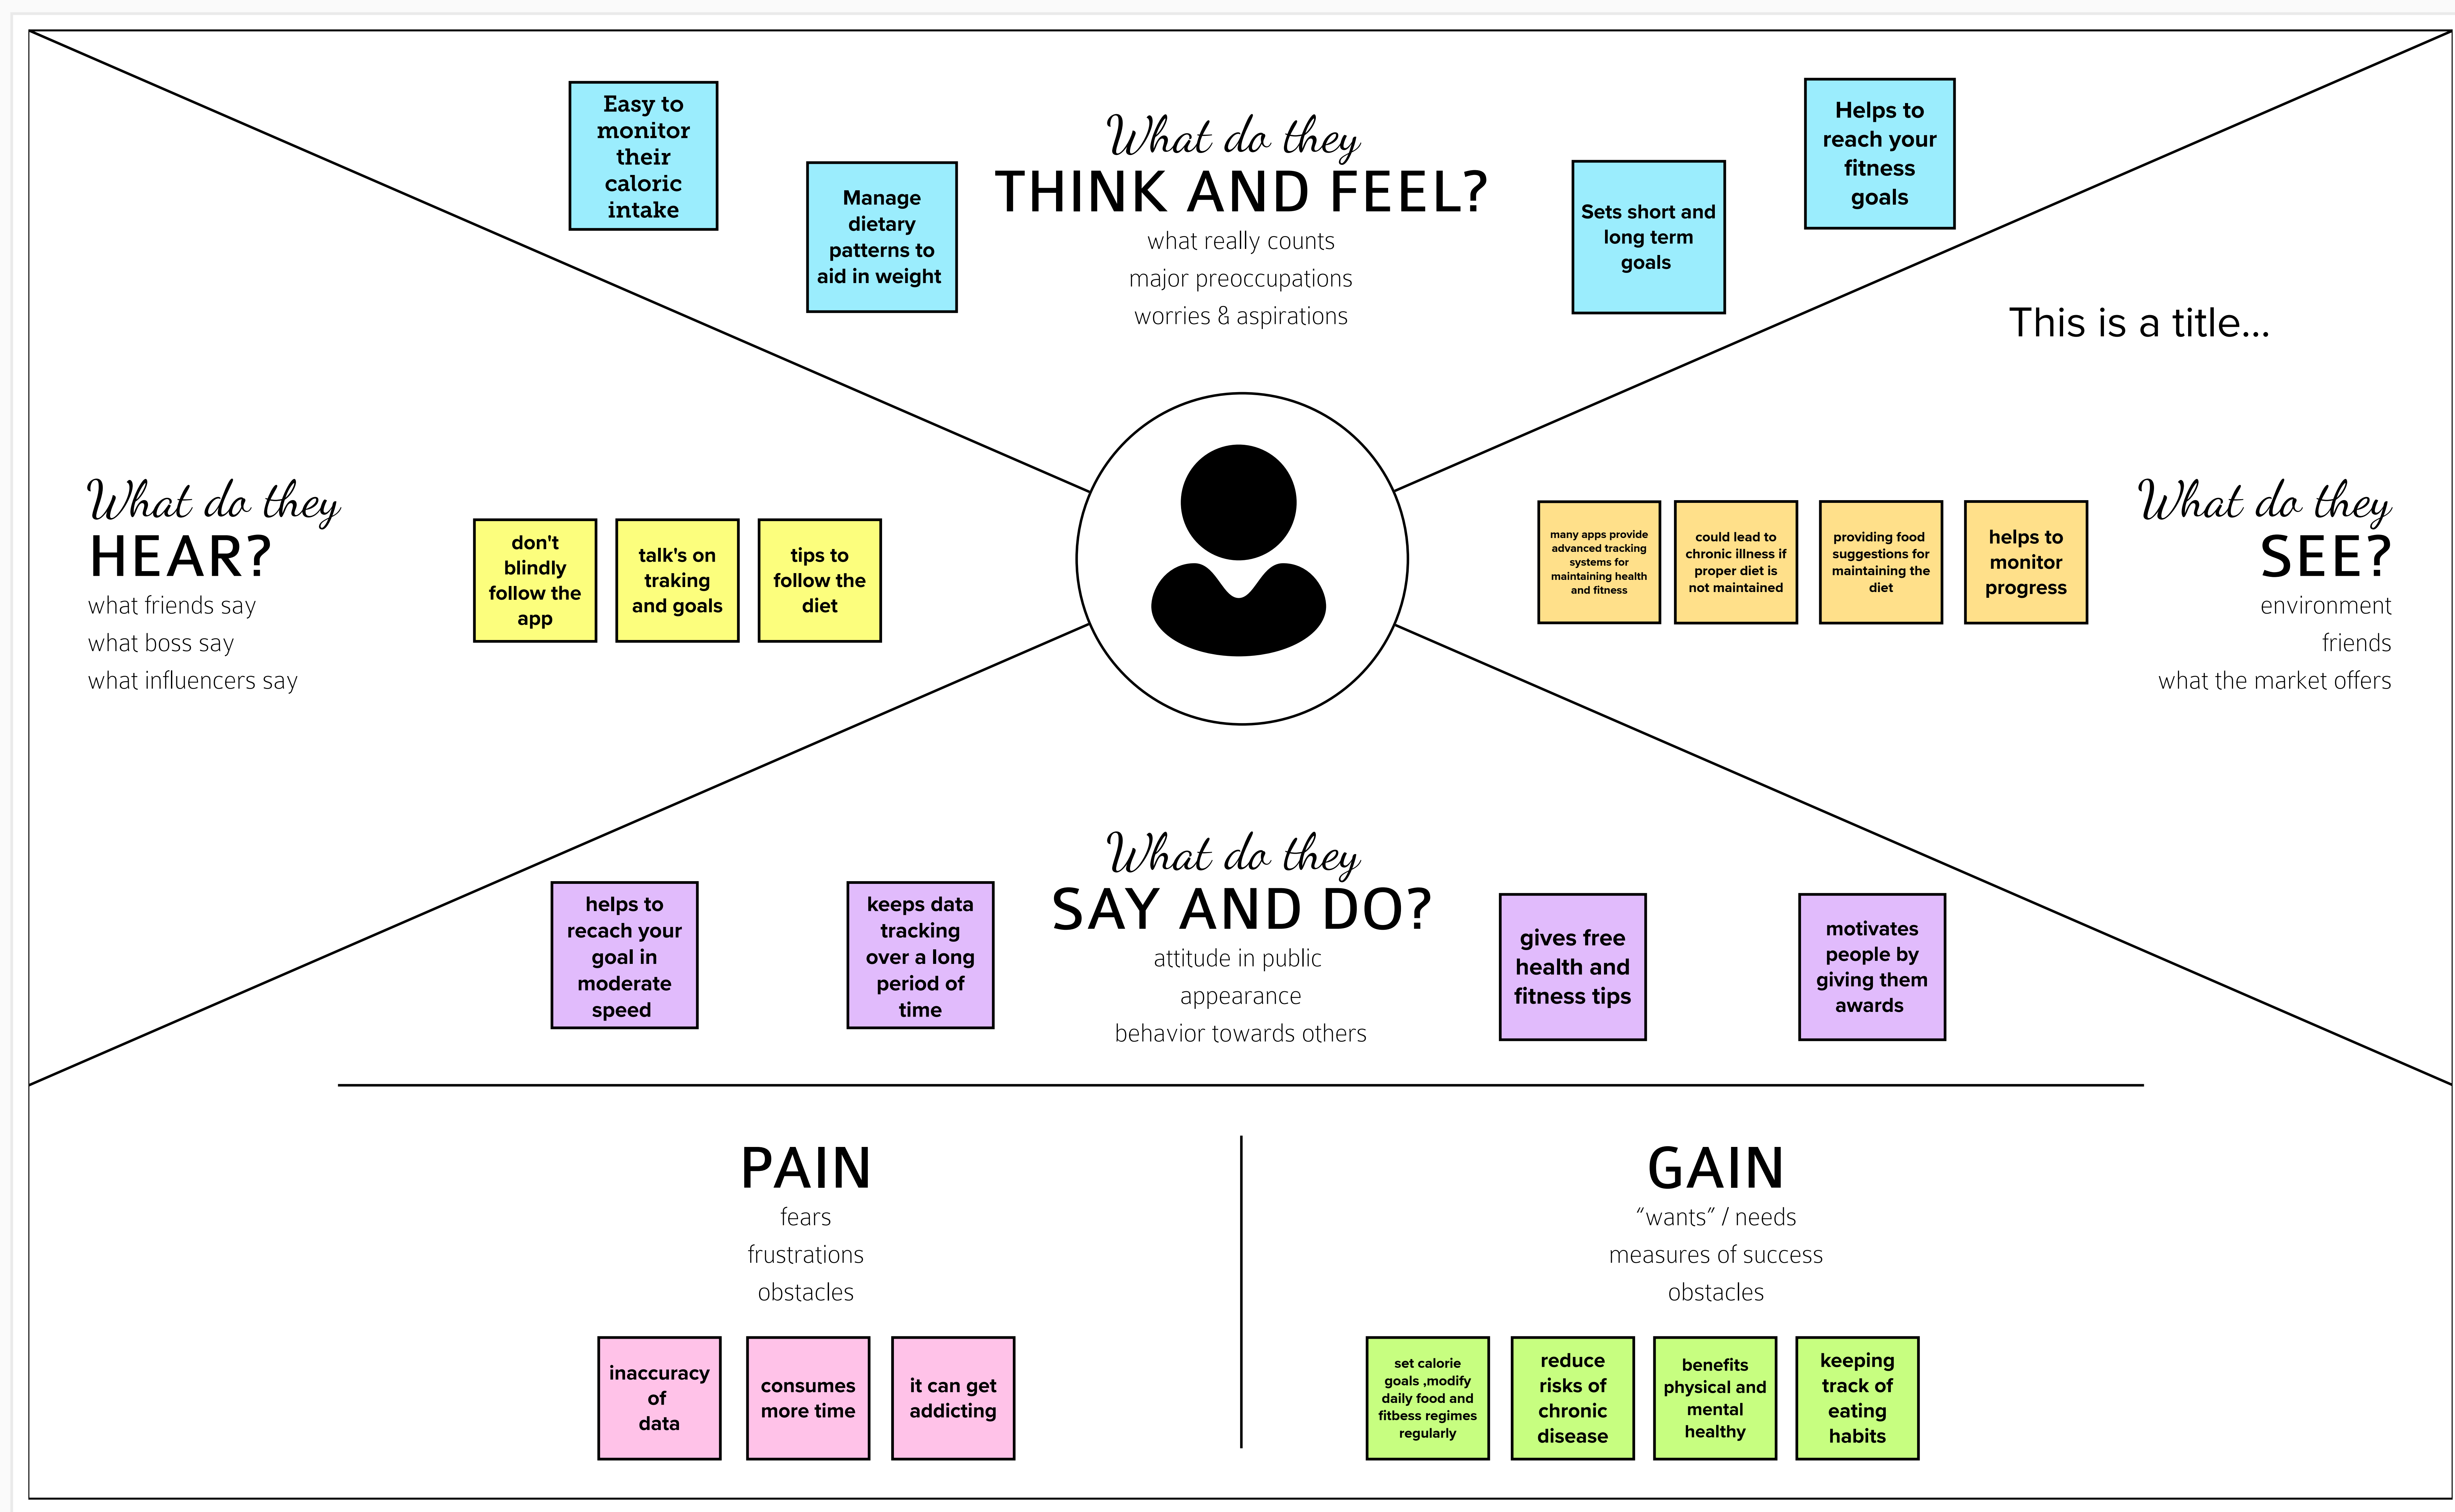 Easy to
monitor
their
caloric
intake
Manage
dietary
patterns to
aid in weight
What do they
THINK AND FEEL?
what really counts
major preoccupations
worries & aspirations
Sets short and
long term
goals
Helps to
reach your
fitness
goals
This is a title...
What do they
HEAR?
what friends say
what boss say
what influencers say
don't
blindly
follow the
app
talk's on
traking
and goals
tips to
follow the
diet
many apps provide
advanced tracking
systems for
maintaining health
and fitness
could lead to
chronic illness if
proper diet is
not maintained
providing food
suggestions for
maintaining the
diet
helps to
monitor
progress
What do they
SEE?
environment
friends
what the market offers
helps to
recach your
goal in
moderate
speed
keeps data
tracking
over a long
period of
time
What do they
SAY AND DO?
attitude in public
appearance
behavior towards others
gives free
health and
fitness tips
motivates
people by
giving them
awards
PAIN
fears
frustrations
obstacles
inaccuracy
of
data
consumes
more time
it can get
addicting
GAIN
“wants” / needs
measures of success
obstacles
set calorie
goals ,modify
daily food and
fitbess regimes
regularly
reduce
risks of
chronic
disease
benefits
physical and
mental
healthy
keeping
track of
eating
habits